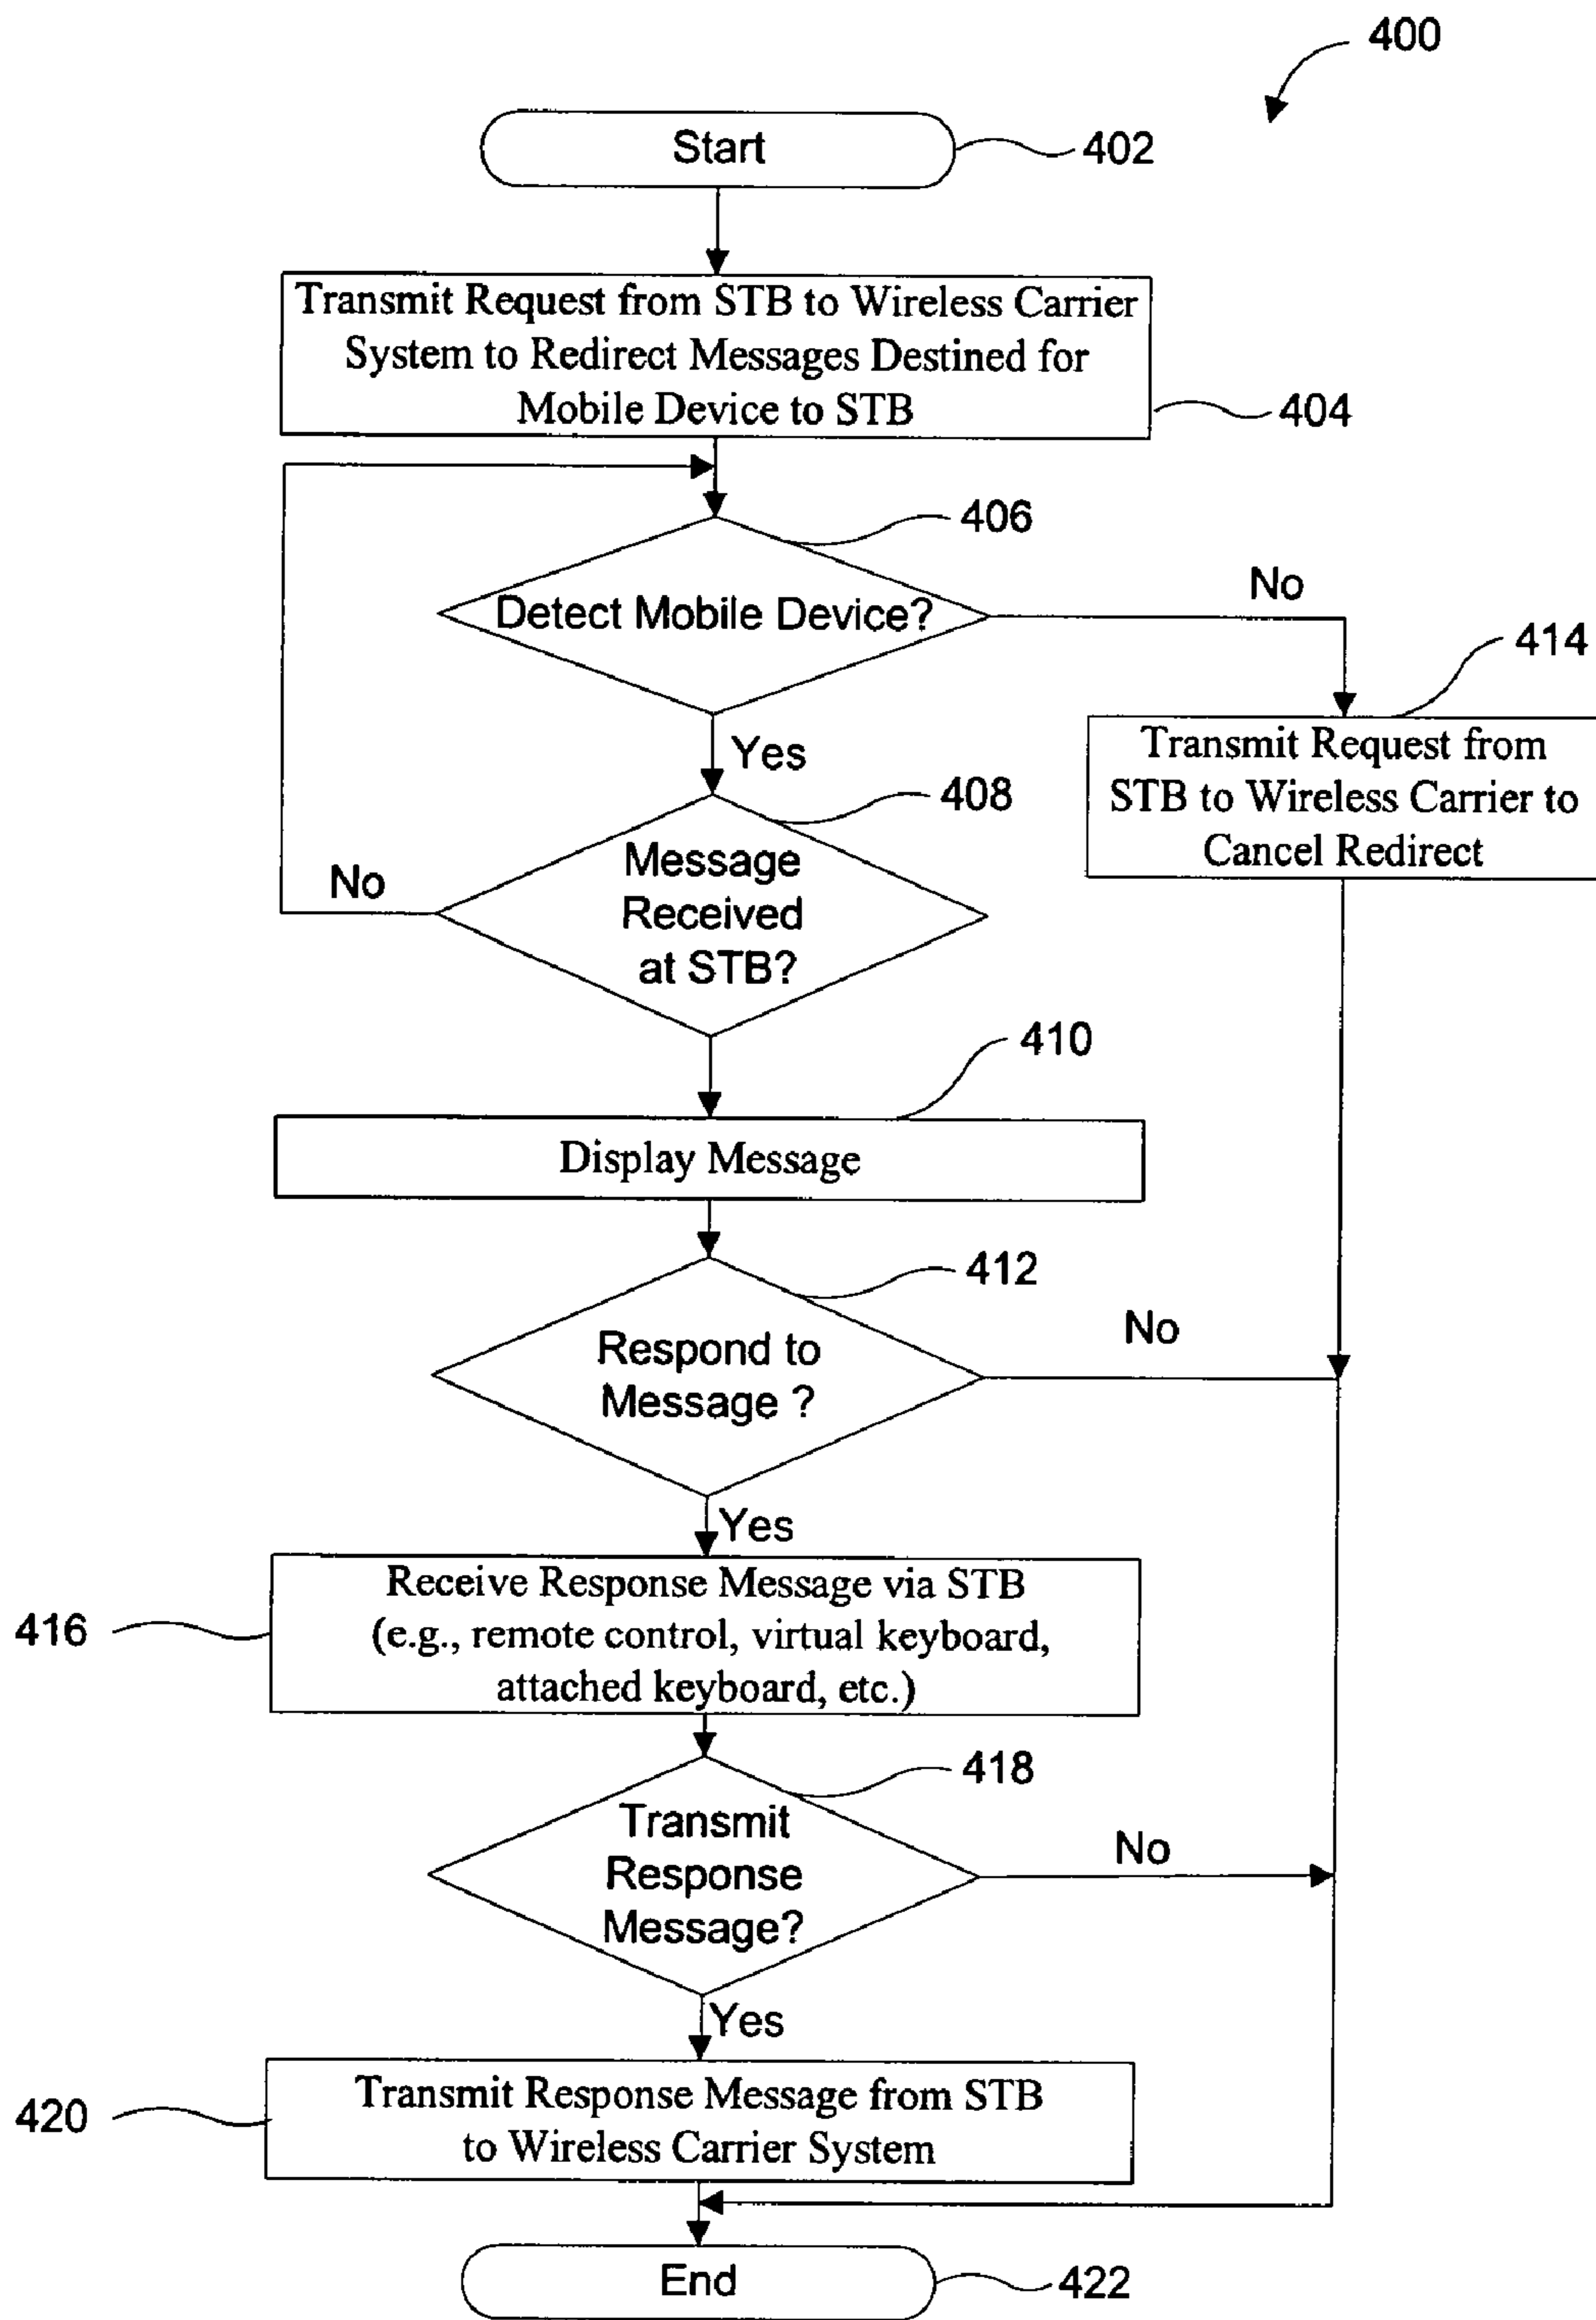 400
Start
402
Transmit Request from STB to Wireless Carrier
System to Redirect Messages Destined for
Mobile Device to STB
404
406
Detect Mobile Device?
No
414
Transmit Request from
STB to Wireless Carrier to
Cancel Redirect
Yes
408
Message
Received
at STB?
No
410
Display Message
412
Respond to
Message ?
No
Yes
416
Receive Response Message via STB
(e.g., remote control, virtual keyboard,
attached keyboard, etc.)
418
Transmit
Response
Message?
No
Yes
420
Transmit Response Message from STB
to Wireless Carrier System
End
422